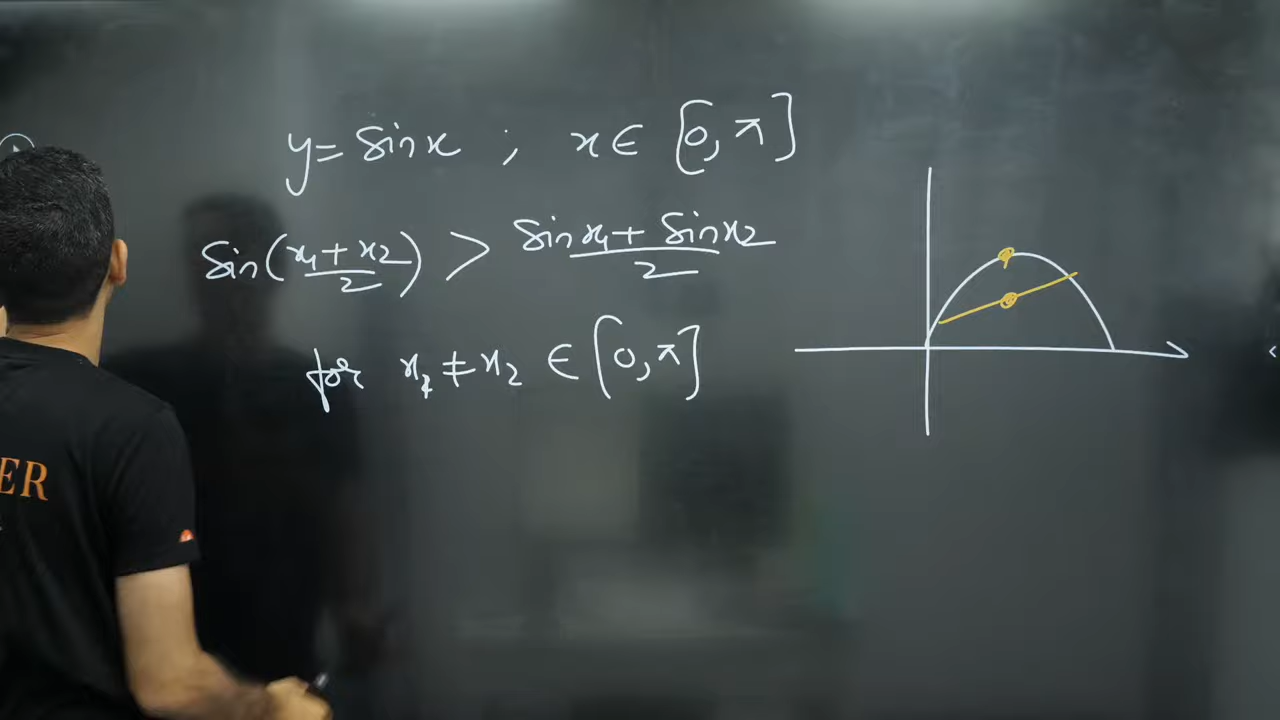 y = sin x ; x ∈ [0, π]
sin((x₁ + x₂)/2) > (sin x₁ + sin x₂)/2
for x₁ ≠ x₂ ∈ [0, π]
ER